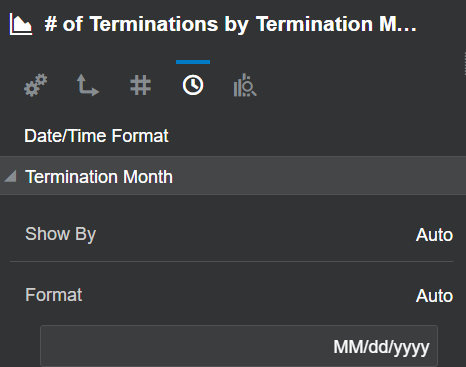 # of Terminations by Termination M...
Date/Time Format
Termination Month
Show By Auto
Format Auto
MM/dd/yyyy